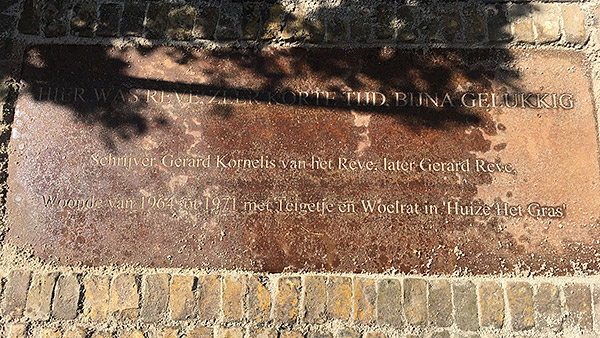 HIER WAS REVE, ZEER KORTE TIJD, BIJNA GELUKKIG
Schrijver Gerard Kornelis van het Reve, later Gerard Reve,
Woonde van 1964 tot 1971 met Teigetje en Woelrat in 'Huize Het Gras'